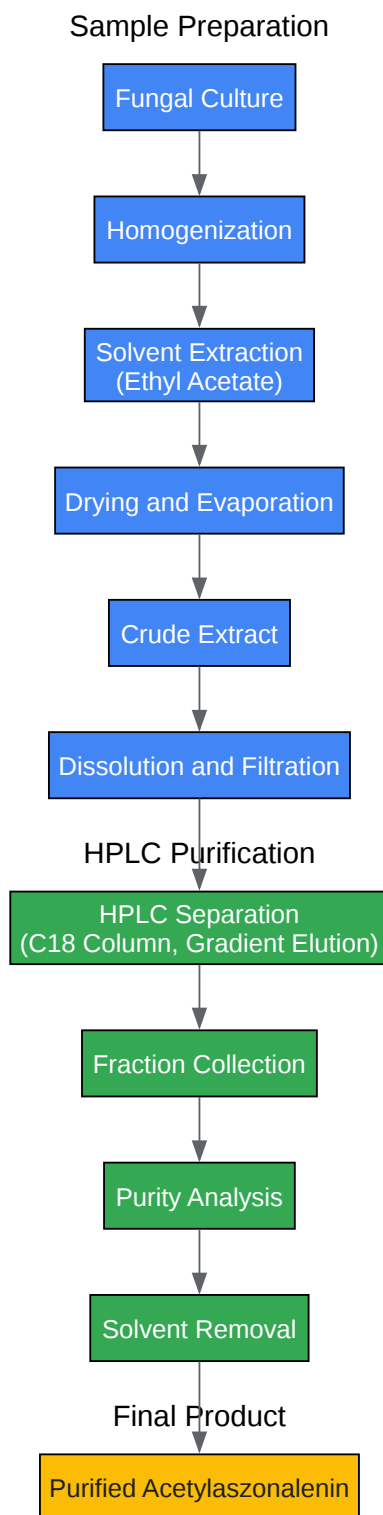 Sample Preparation
Fungal Culture
Homogenization
Solvent Extraction
(Ethyl Acetate)
Drying and Evaporation
Crude Extract
Dissolution and Filtration
HPLC Purification
HPLC Separation
(C18 Column, Gradient Elution)
Fraction Collection
Purity Analysis
Solvent Removal
Final Product
Purified Acetylaszonalenin